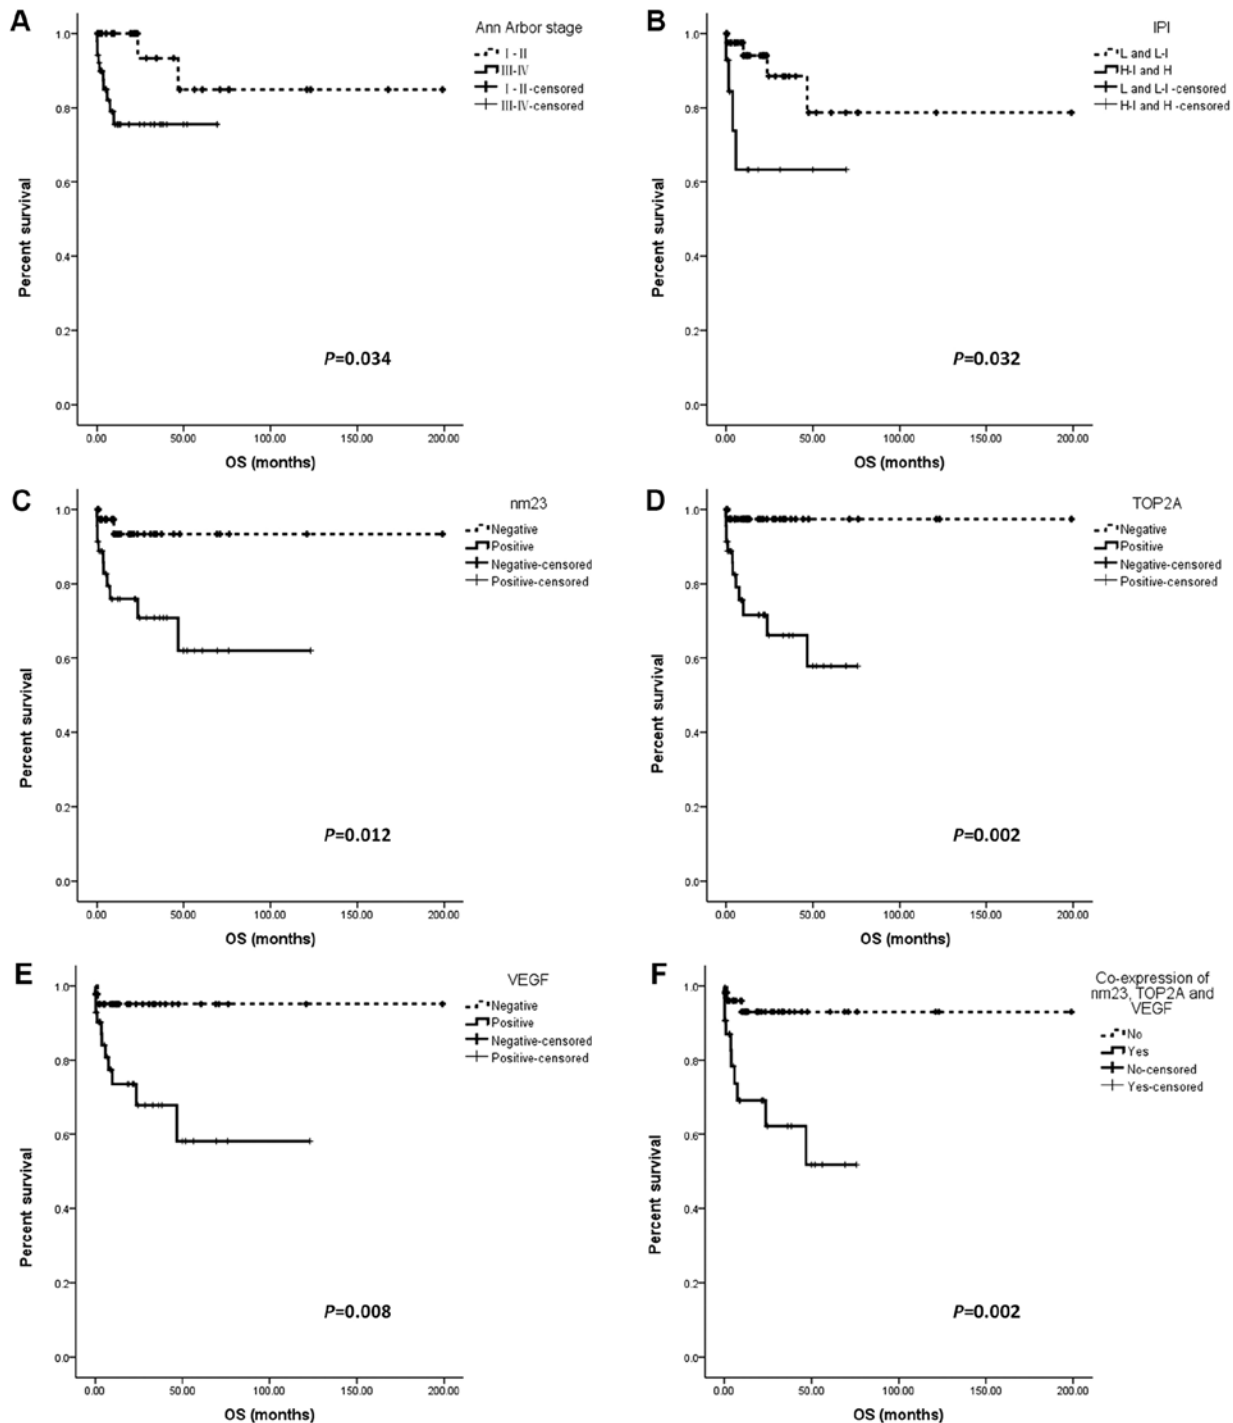 A
Ann Arbor stage
I - II
III-IV
I - II -censored
III-IV-censored
1.0
0.8
0.6
0.4
0.2
0.0
Percent survival
P=0.034
0.00 50.00 100.00 150.00 200.00
OS (months)
B
IPI
L and L-I
H-I and H
L and L-I -censored
H-I and H -censored
1.0
0.8
0.6
0.4
0.2
0.0
Percent survival
P=0.032
0.00 50.00 100.00 150.00 200.00
OS (months)
C
nm23
Negative
Positive
Negative-censored
Positive-censored
1.0
0.8
0.6
0.4
0.2
0.0
Percent survival
P=0.012
0.00 50.00 100.00 150.00 200.00
OS (months)
D
TOP2A
Negative
Positive
Negative-censored
Positive-censored
1.0
0.8
0.6
0.4
0.2
0.0
Percent survival
P=0.002
0.00 50.00 100.00 150.00 200.00
OS (months)
E
VEGF
Negative
Positive
Negative-censored
Positive-censored
1.0
0.8
0.6
0.4
0.2
0.0
Percent survival
P=0.008
0.00 50.00 100.00 150.00 200.00
OS (months)
F
Co-expression of
nm23, TOP2A and
VEGF
No
Yes
No-censored
Yes-censored
1.0
0.8
0.6
0.4
0.2
0.0
Percent survival
P=0.002
0.00 50.00 100.00 150.00 200.00
OS (months)